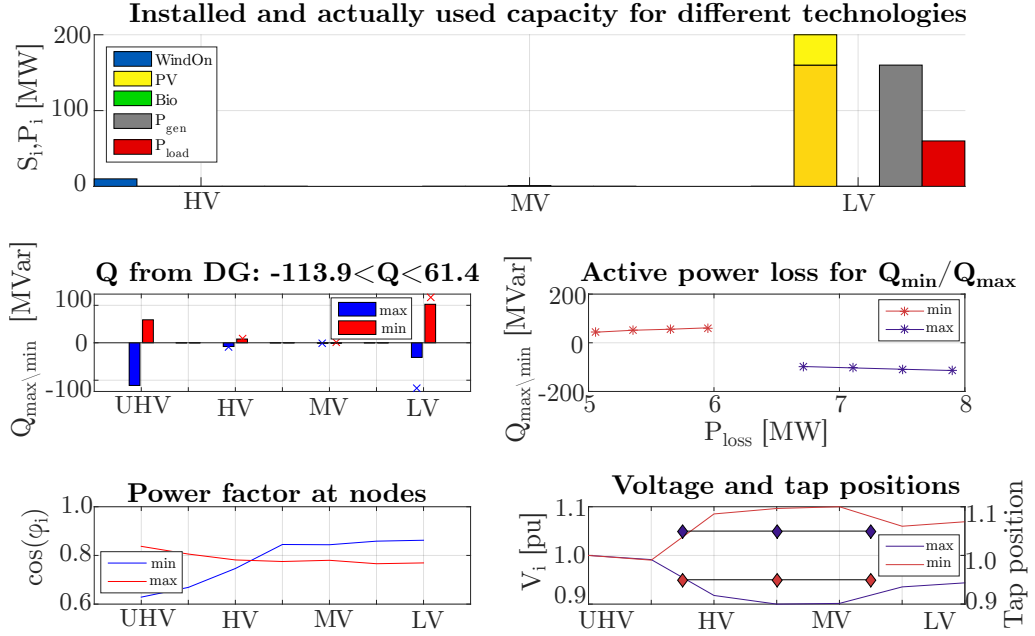 Installed and actually used capacity for different technologies
S_i,P_i [MW]
200
100
0
WindOn
PV
Bio
P_gen
P_load
HV MV LV
Q from DG: -113.9<Q<61.4
Q_max\min [MVar]
100
0
-100
max
min
UHV HV MV LV
Active power loss for Q_min/Q_max
Q_max\min [MVar]
200
0
-200
min
max
5 6 7 8
P_loss [MW]
Power factor at nodes
cos(φ_i)
1.0
0.8
0.6
min
max
UHV HV MV LV
Voltage and tap positions
V_i [pu]
1.1
1.0
0.9
max
min
1.1
1.0
0.9
Tap position
UHV HV MV LV